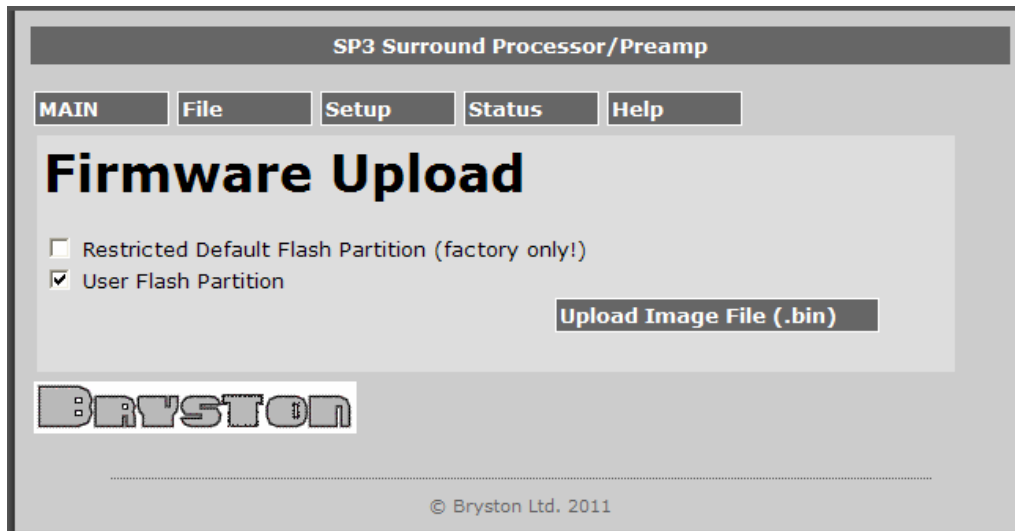 SP3 Surround Processor/Preamp
MAIN File Setup Status Help
Firmware Upload
Restricted Default Flash Partition (factory only!)
User Flash Partition
Upload Image File (.bin)
BRYSTON
© Bryston Ltd. 2011